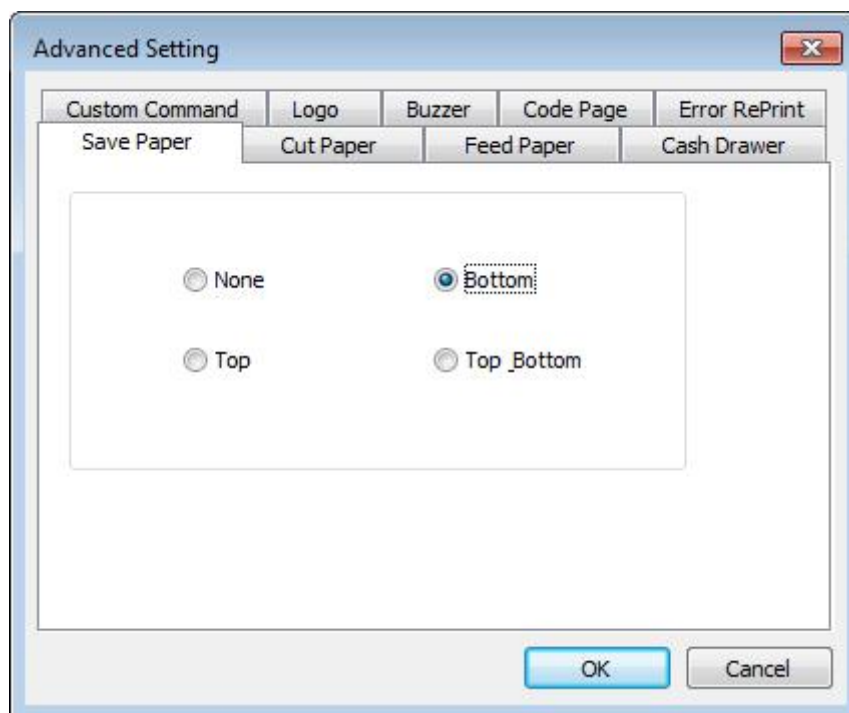 Advanced Setting
Custom Command Logo Buzzer Code Page Error RePrint
Save Paper Cut Paper Feed Paper Cash Drawer
None Bottom
Top Top_Bottom
OK Cancel